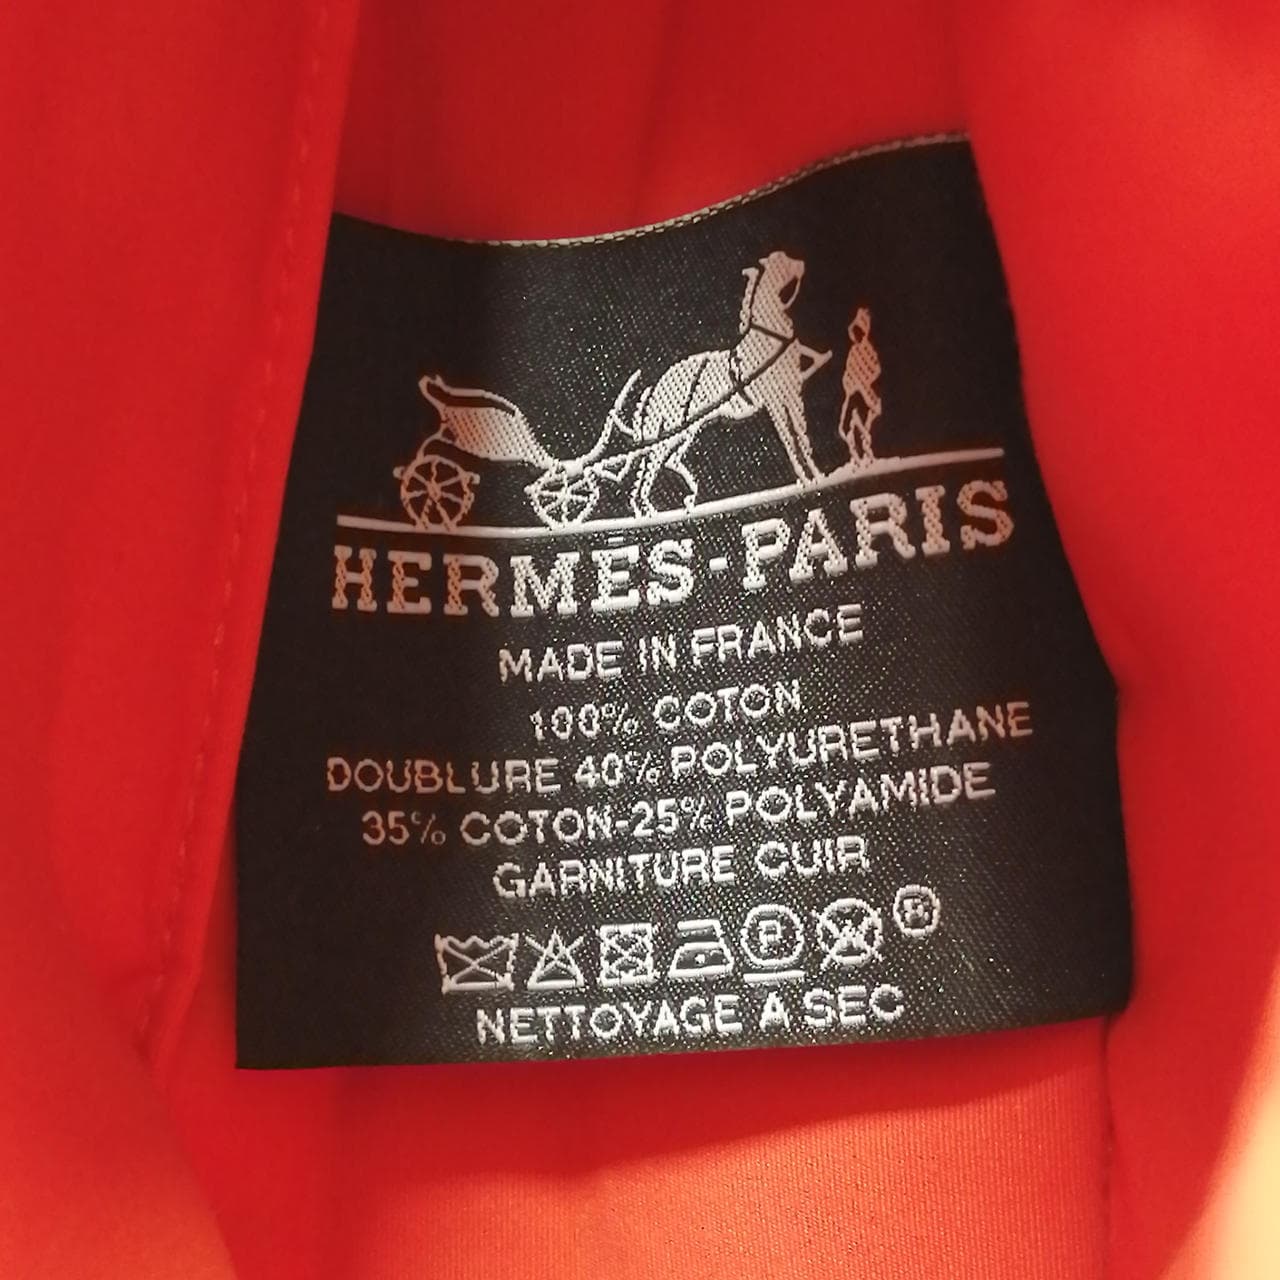 HERMÈS-PARIS
MADE IN FRANCE
100% COTON
DOUBLURE 40% POLYURETHANE
35% COTON-25% POLYAMIDE
GARNITURE CUIR
P W ®
NETTOYAGE A SEC